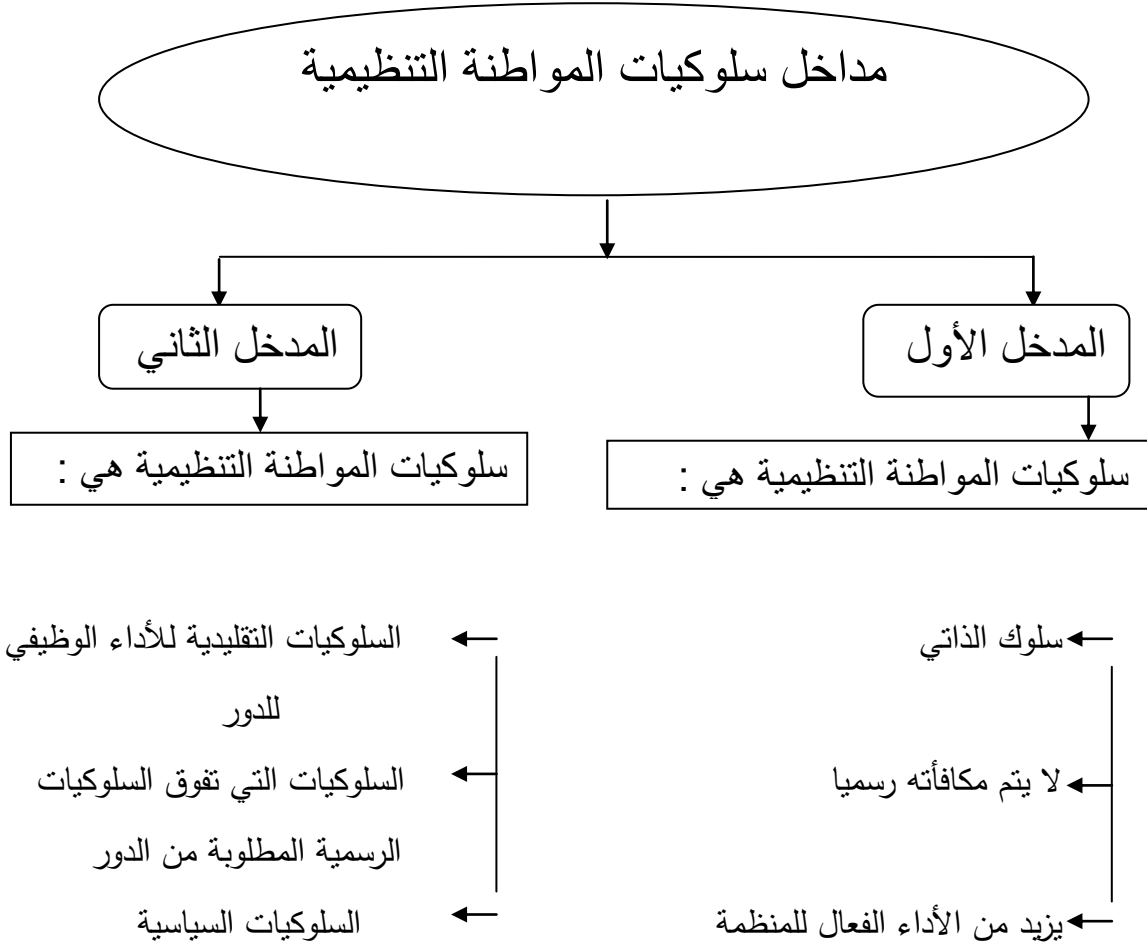 مداخل سلوكيات المواطنة التنظيمية
المدخل الأول
المدخل الثاني
سلوكيات المواطنة التنظيمية هي :
سلوكيات المواطنة التنظيمية هي :
سلوك الذاتي
لا يتم مكافأته رسميا
يزيد من الأداء الفعال للمنظمة
السلوكيات التقليدية للأداء الوظيفي
للدور
السلوكيات التي تفوق السلوكيات
الرسمية المطلوبة من الدور
السلوكيات السياسية